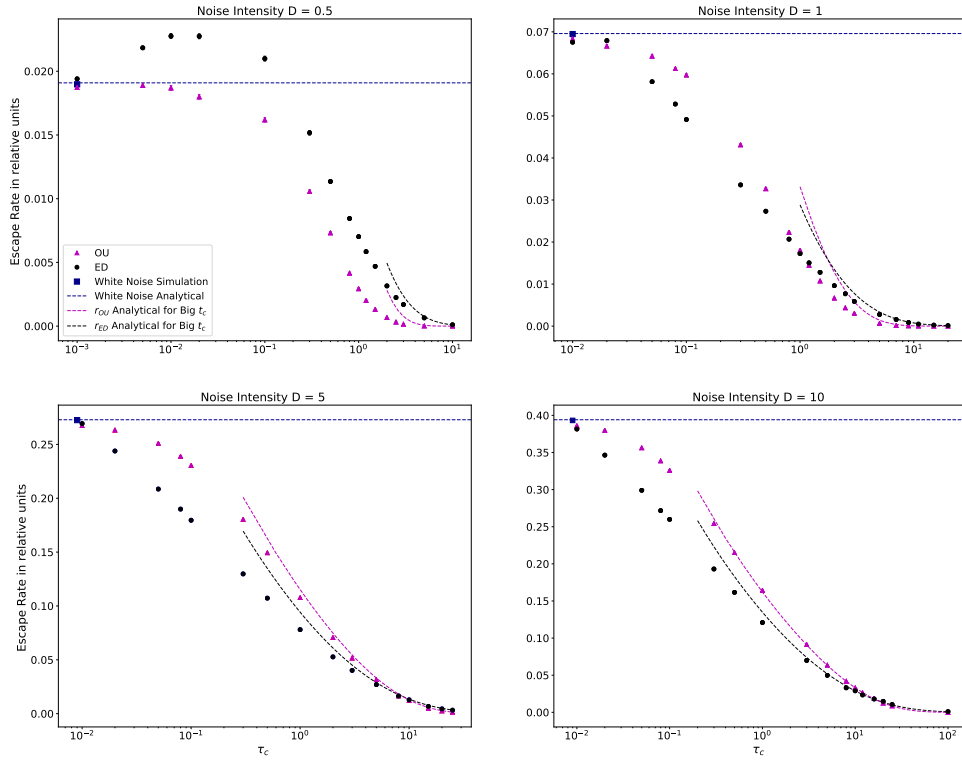 Noise Intensity D = 0.5
Escape Rate in relative units
0.020
0.015
0.010
0.005
0.000
OU
ED
White Noise Simulation
White Noise Analytical
r_OU Analytical for Big t_c
r_ED Analytical for Big t_c
10^−3 10^−2 10^−1 10^0 10^1
Noise Intensity D = 1
0.07
0.06
0.05
0.04
0.03
0.02
0.01
0.00
10^−2 10^−1 10^0 10^1
Noise Intensity D = 5
Escape Rate in relative units
0.25
0.20
0.15
0.10
0.05
0.00
10^−2 10^−1 10^0 10^1
τ_c
Noise Intensity D = 10
0.40
0.35
0.30
0.25
0.20
0.15
0.10
0.05
0.00
10^−2 10^−1 10^0 10^1 10^2
τ_c